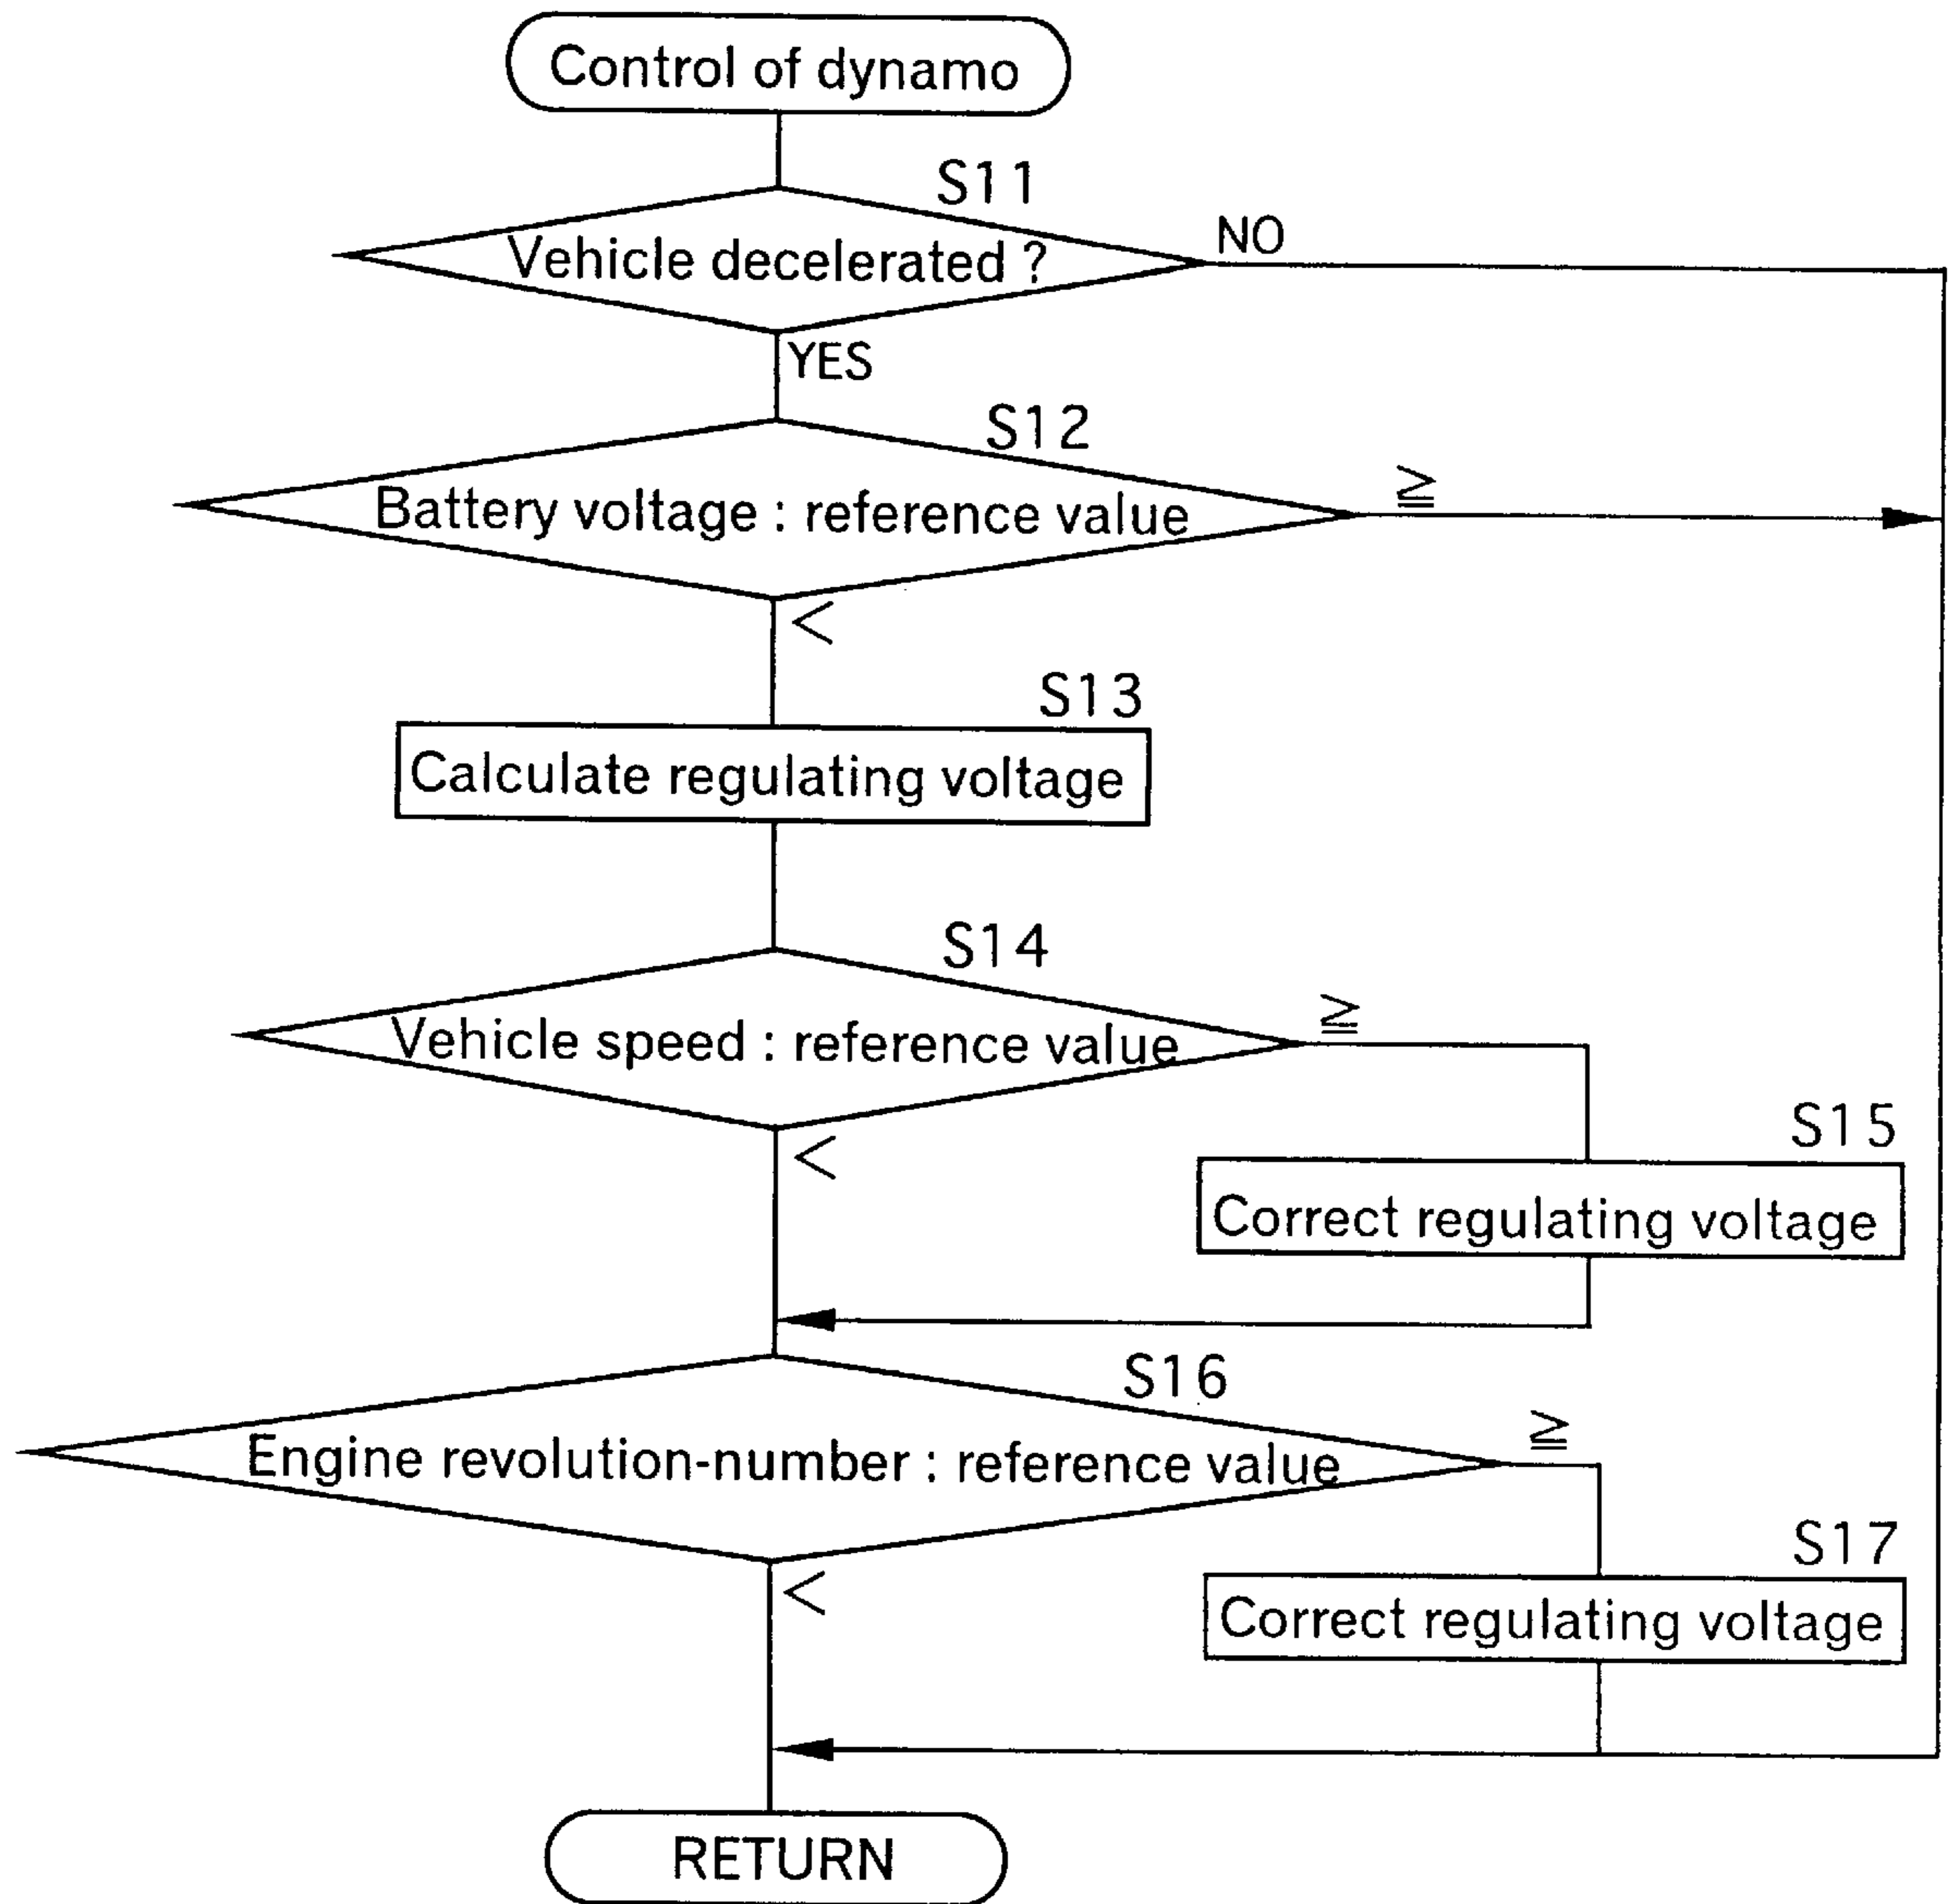 Control of dynamo
S11
Vehicle decelerated ?
NO
YES
S12
Battery voltage : reference value
≧
<
S13
Calculate regulating voltage
S14
Vehicle speed : reference value
≧
<
S15
Correct regulating voltage
S16
Engine revolution-number : reference value
≧
<
S17
Correct regulating voltage
RETURN